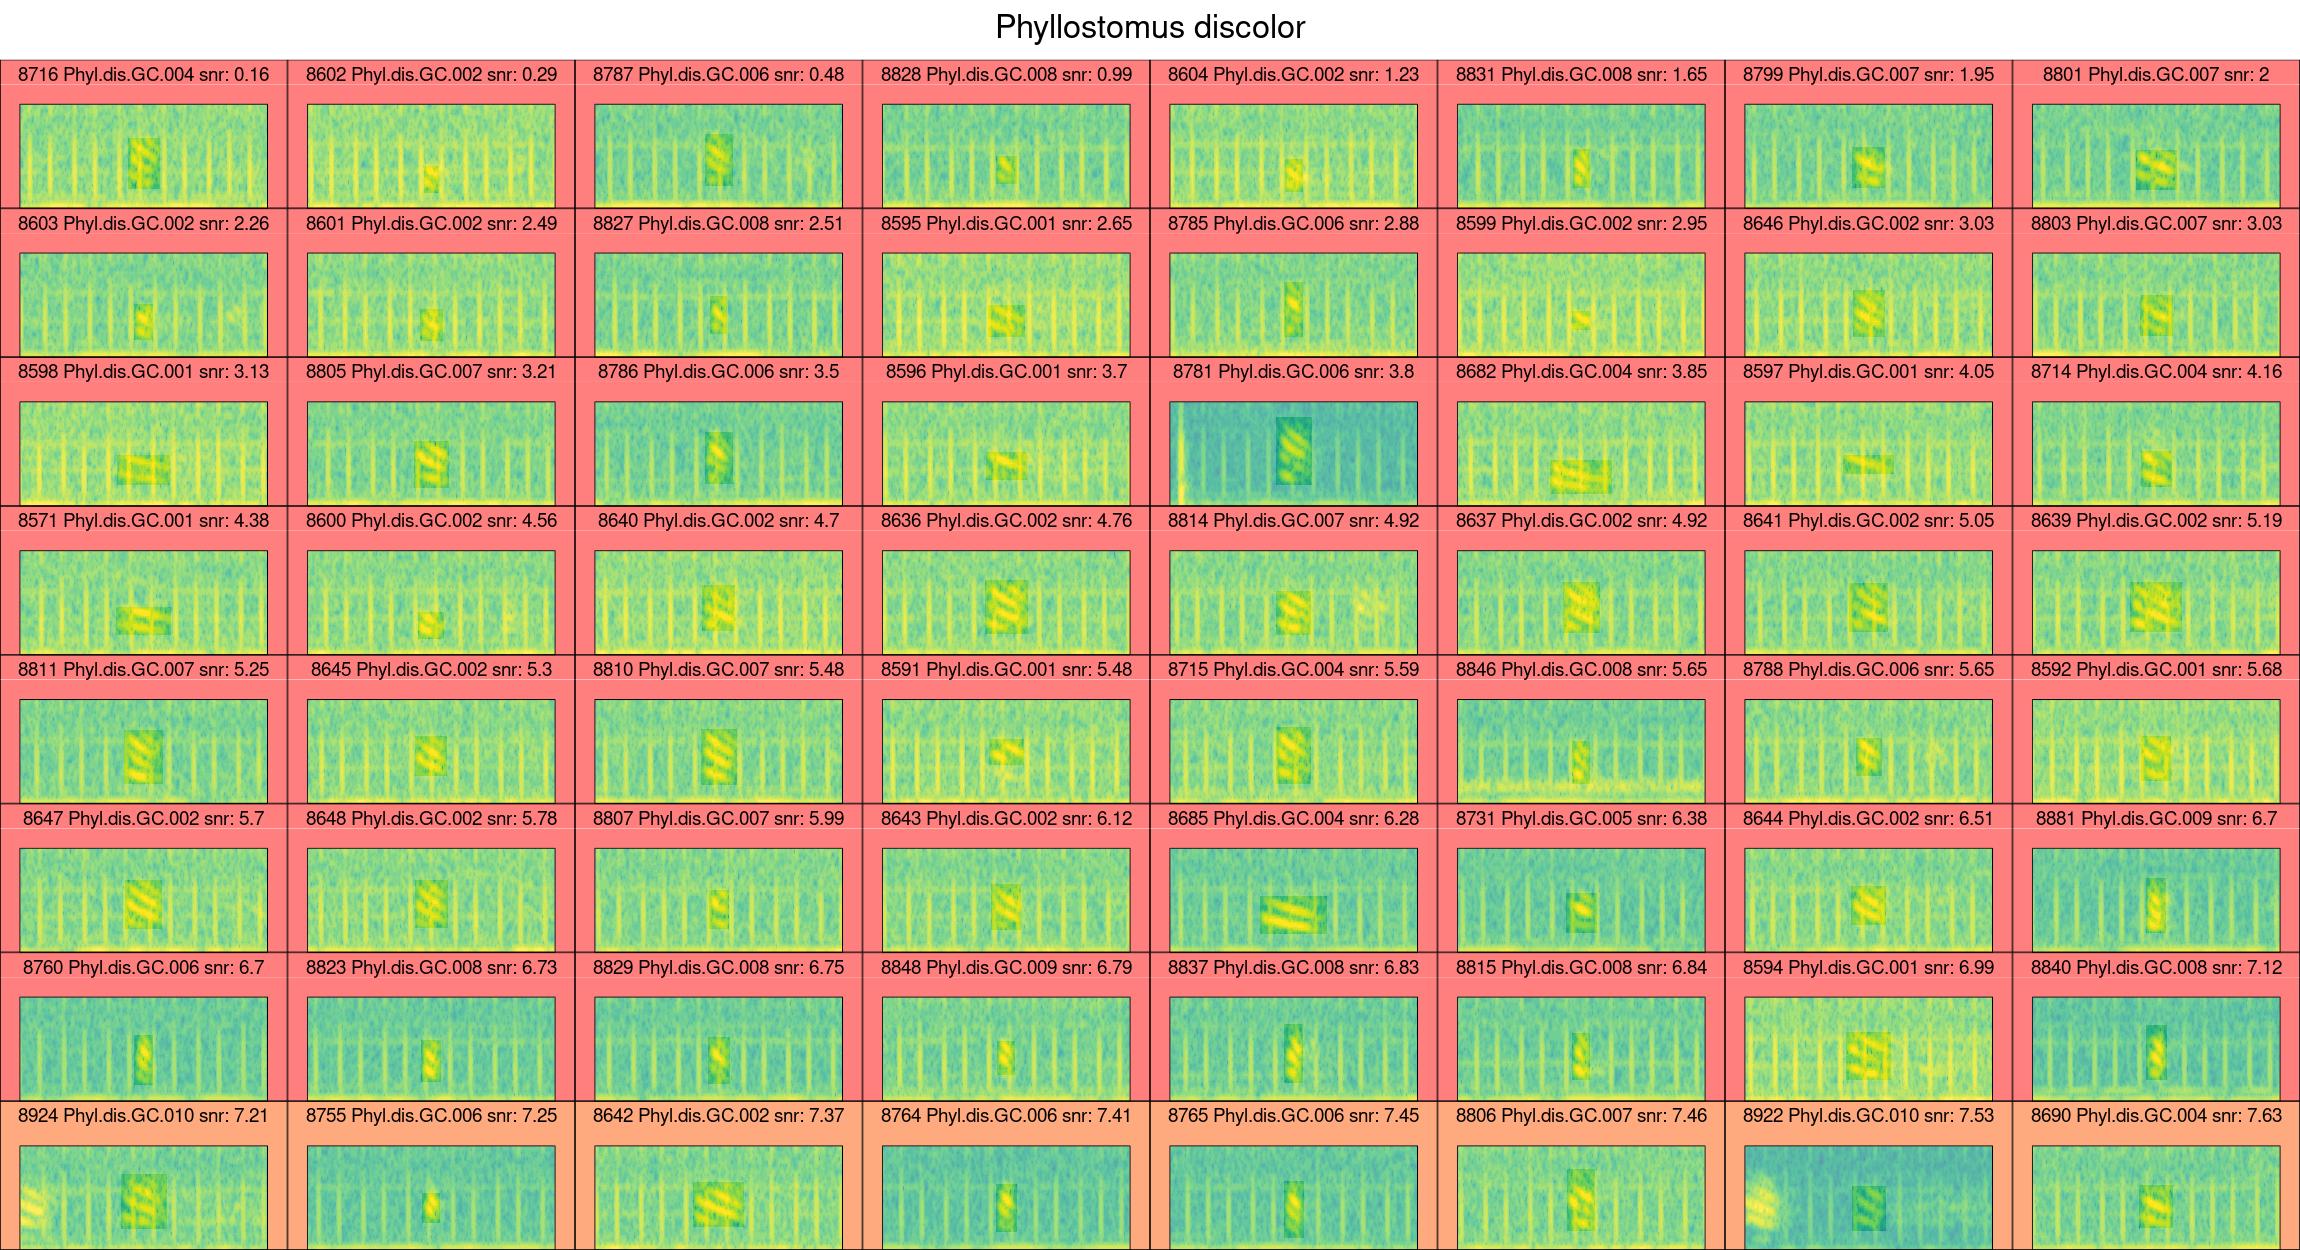 Phyllostomus discolor
8716 Phyl.dis.GC.004 snr: 0.16
8602 Phyl.dis.GC.002 snr: 0.29
8787 Phyl.dis.GC.006 snr: 0.48
8828 Phyl.dis.GC.008 snr: 0.99
8604 Phyl.dis.GC.002 snr: 1.23
8831 Phyl.dis.GC.008 snr: 1.65
8799 Phyl.dis.GC.007 snr: 1.95
8801 Phyl.dis.GC.007 snr: 2
8603 Phyl.dis.GC.002 snr: 2.26
8601 Phyl.dis.GC.002 snr: 2.49
8827 Phyl.dis.GC.008 snr: 2.51
8595 Phyl.dis.GC.001 snr: 2.65
8785 Phyl.dis.GC.006 snr: 2.88
8599 Phyl.dis.GC.002 snr: 2.95
8646 Phyl.dis.GC.002 snr: 3.03
8803 Phyl.dis.GC.007 snr: 3.03
8598 Phyl.dis.GC.001 snr: 3.13
8805 Phyl.dis.GC.007 snr: 3.21
8786 Phyl.dis.GC.006 snr: 3.5
8596 Phyl.dis.GC.001 snr: 3.7
8781 Phyl.dis.GC.006 snr: 3.8
8682 Phyl.dis.GC.004 snr: 3.85
8597 Phyl.dis.GC.001 snr: 4.05
8714 Phyl.dis.GC.004 snr: 4.16
8571 Phyl.dis.GC.001 snr: 4.38
8600 Phyl.dis.GC.002 snr: 4.56
8640 Phyl.dis.GC.002 snr: 4.7
8636 Phyl.dis.GC.002 snr: 4.76
8814 Phyl.dis.GC.007 snr: 4.92
8637 Phyl.dis.GC.002 snr: 4.92
8641 Phyl.dis.GC.002 snr: 5.05
8639 Phyl.dis.GC.002 snr: 5.19
8811 Phyl.dis.GC.007 snr: 5.25
8645 Phyl.dis.GC.002 snr: 5.3
8810 Phyl.dis.GC.007 snr: 5.48
8591 Phyl.dis.GC.001 snr: 5.48
8715 Phyl.dis.GC.004 snr: 5.59
8846 Phyl.dis.GC.008 snr: 5.65
8788 Phyl.dis.GC.006 snr: 5.65
8592 Phyl.dis.GC.001 snr: 5.68
8647 Phyl.dis.GC.002 snr: 5.7
8648 Phyl.dis.GC.002 snr: 5.78
8807 Phyl.dis.GC.007 snr: 5.99
8643 Phyl.dis.GC.002 snr: 6.12
8685 Phyl.dis.GC.004 snr: 6.28
8731 Phyl.dis.GC.005 snr: 6.38
8644 Phyl.dis.GC.002 snr: 6.51
8881 Phyl.dis.GC.009 snr: 6.7
8760 Phyl.dis.GC.006 snr: 6.7
8823 Phyl.dis.GC.008 snr: 6.73
8829 Phyl.dis.GC.008 snr: 6.75
8848 Phyl.dis.GC.009 snr: 6.79
8837 Phyl.dis.GC.008 snr: 6.83
8815 Phyl.dis.GC.008 snr: 6.84
8594 Phyl.dis.GC.001 snr: 6.99
8840 Phyl.dis.GC.008 snr: 7.12
8924 Phyl.dis.GC.010 snr: 7.21
8755 Phyl.dis.GC.006 snr: 7.25
8642 Phyl.dis.GC.002 snr: 7.37
8764 Phyl.dis.GC.006 snr: 7.41
8765 Phyl.dis.GC.006 snr: 7.45
8806 Phyl.dis.GC.007 snr: 7.46
8922 Phyl.dis.GC.010 snr: 7.53
8690 Phyl.dis.GC.004 snr: 7.63